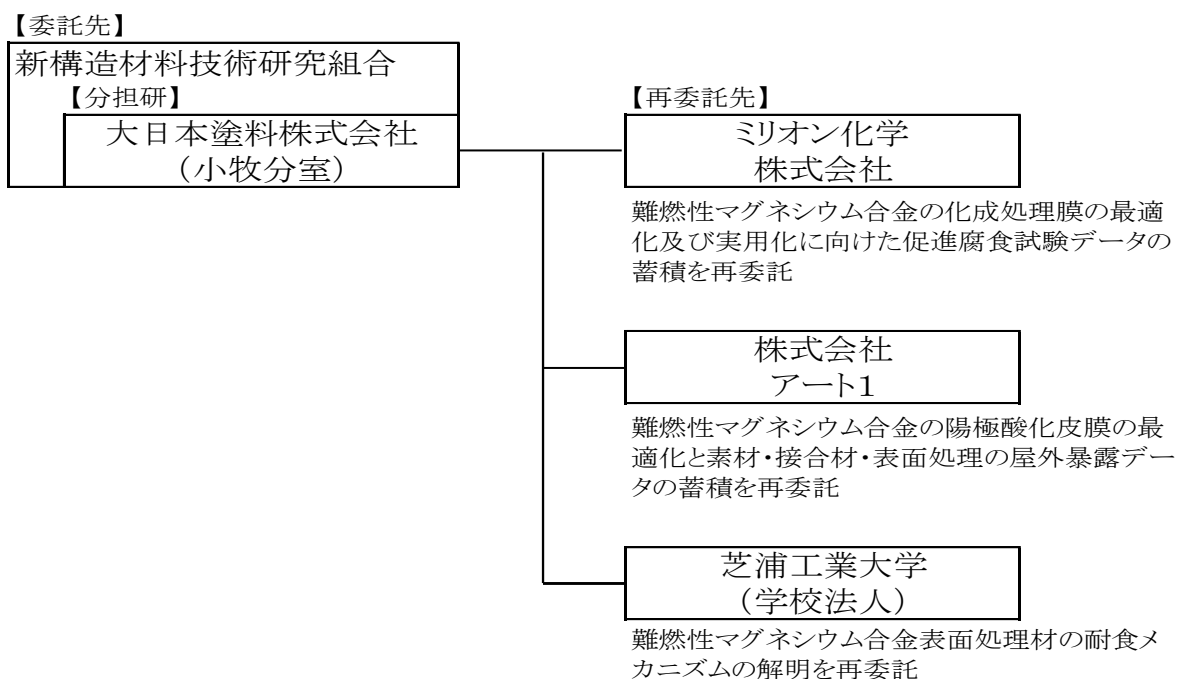 【委託先】
新構造材料技術研究組合
【分担研】
大日本塗料株式会社
（小牧分室）
【再委託先】
ミリオン化学
株式会社
難燃性マグネシウム合金の化成処理膜の最適
化及び実用化に向けた促進腐食試験データの
蓄積を再委託
株式会社
アート1
難燃性マグネシウム合金の陽極酸化皮膜の最
適化と素材・接合材・表面処理の屋外暴露デー
タの蓄積を再委託
芝浦工業大学
（学校法人）
難燃性マグネシウム合金表面処理材の耐食メ
カニズムの解明を再委託